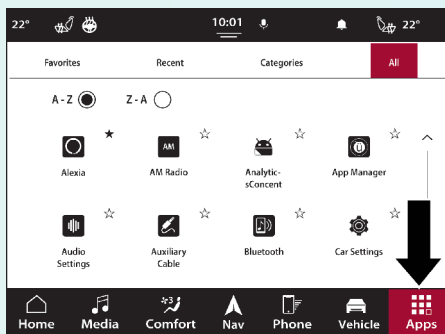 22° 10:01 22°
Favorites Recent Categories All
A - Z Z - A
AM
Alexia AM Radio Analytic- App Manager
sConcent
Audio Auxiliary Bluetooth Car Settings
Settings Cable
Home Media Comfort Nav Phone Vehicle Apps